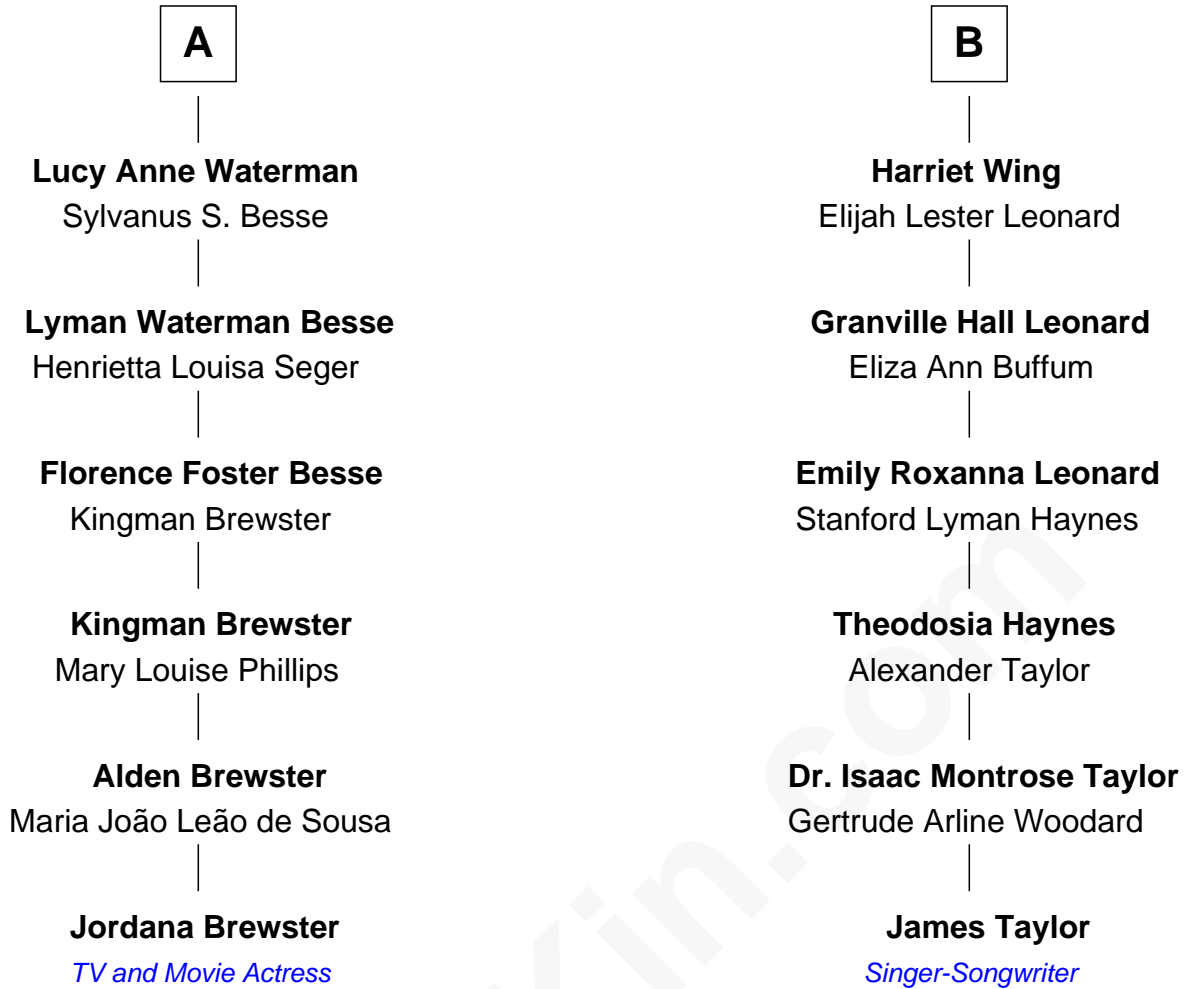 A
Lucy Anne Waterman
Sylvanus S. Besse
Lyman Waterman Besse
Henrietta Louisa Seger
Florence Foster Besse
Kingman Brewster
Kingman Brewster
Mary Louise Phillips
Alden Brewster
Maria João Leão de Sousa
Jordana Brewster
TV and Movie Actress
B
Harriet Wing
Elijah Lester Leonard
Granville Hall Leonard
Eliza Ann Buffum
Emily Roxanna Leonard
Stanford Lyman Haynes
Theodosia Haynes
Alexander Taylor
Dr. Isaac Montrose Taylor
Gertrude Arline Woodard
James Taylor
Singer-Songwriter
Kin.com